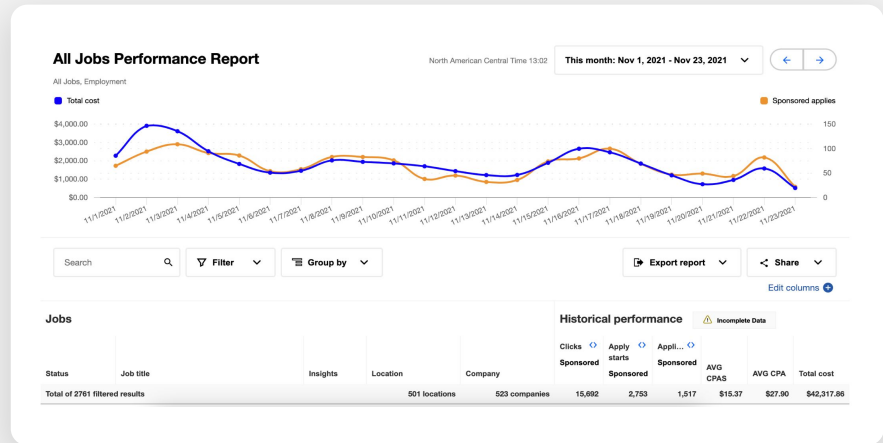 All Jobs Performance Report
North American Central Time 13:02
This month: Nov 1, 2021 - Nov 23, 2021
All Jobs, Employment
Total cost
Sponsored applies
$4,000.00
$3,000.00
$2,000.00
$1,000.00
$0.00
150
100
50
0
11/1/2021
11/2/2021
11/3/2021
11/4/2021
11/5/2021
11/6/2021
11/7/2021
11/8/2021
11/9/2021
11/10/2021
11/11/2021
11/12/2021
11/13/2021
11/14/2021
11/15/2021
11/16/2021
11/17/2021
11/18/2021
11/19/2021
11/20/2021
11/21/2021
11/22/2021
11/23/2021
Search
Filter
Group by
Export report
Share
Edit columns
Jobs
Historical performance
Incomplete Data
Status
Job title
Insights
Location
Company
Clicks
Sponsored
Apply
starts
Sponsored
Appli...
Sponsored
AVG
CPAS
AVG CPA
Total cost
Total of 2761 filtered results 501 locations 523 companies 15,692 2,753 1,517 $15.37 $27.90 $42,317.86